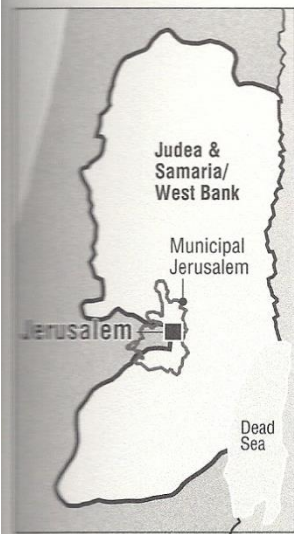 Judea &
Samaria/
West Bank
Municipal
Jerusalem
Jerusalem
Dead
Sea